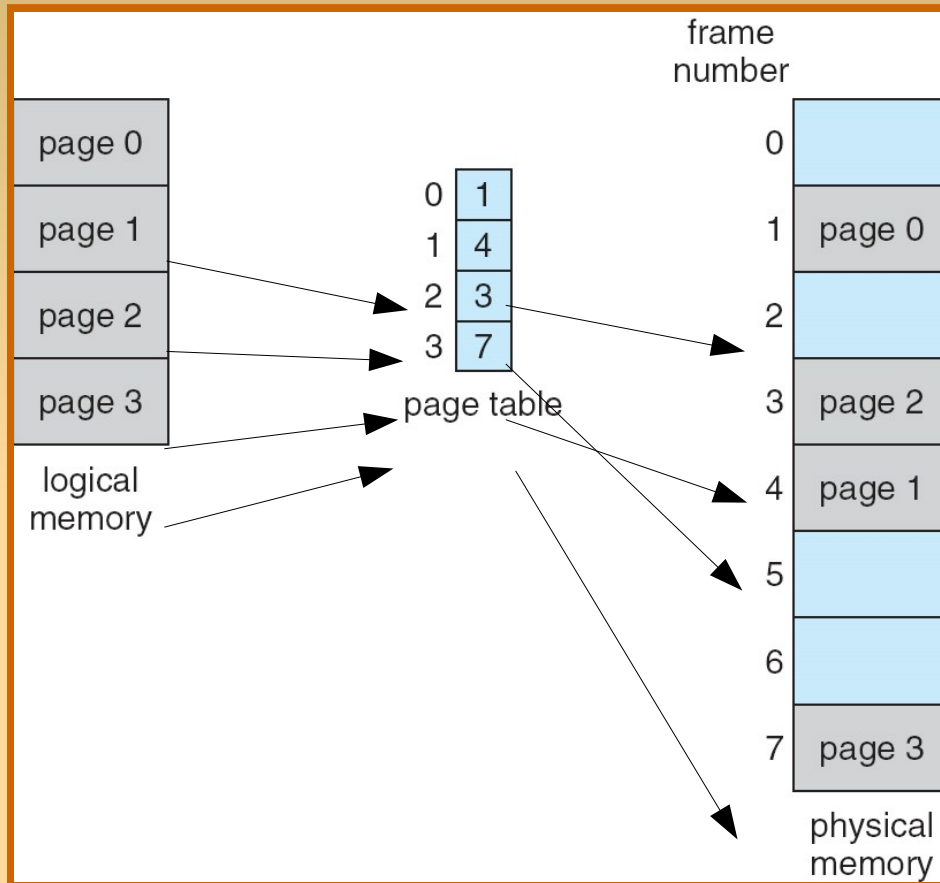 page 0
page 1
page 2
page 3
logical
memory
0 1
1 4
2 3
3 7
page table
frame
number
0
1 page 0
2
3 page 2
4 page 1
5
6
7 page 3
physical
memory